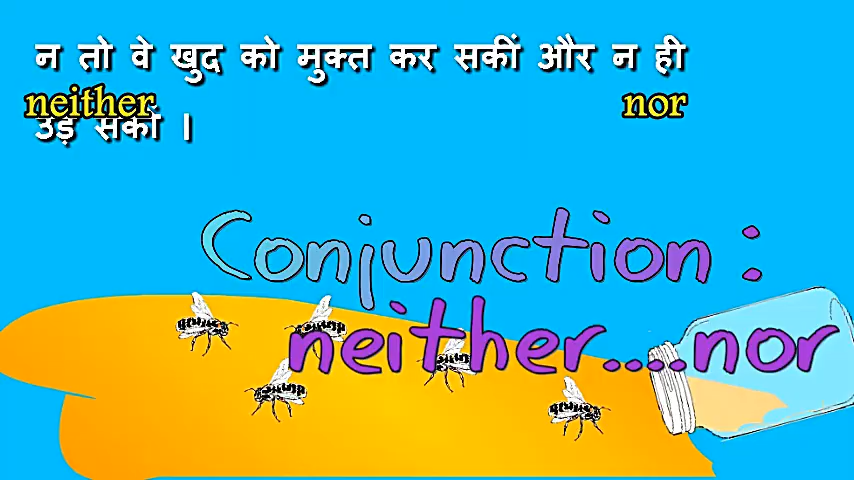 न तो वे खुद को मुक्त कर सकीं और न ही
neither nor
उड़ सकीं ।
Conjunction :
neither....nor